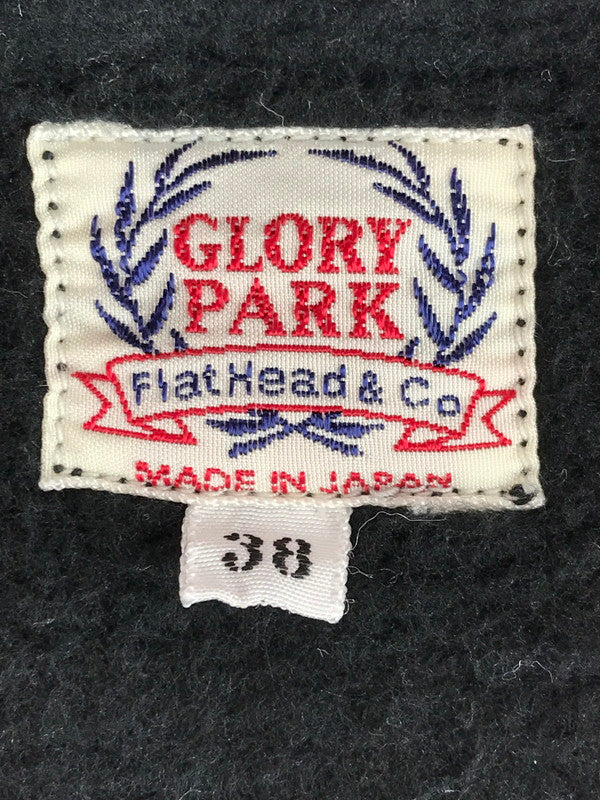 GLORY
PARK
FlatHead & Co
MADE IN JAPAN
38